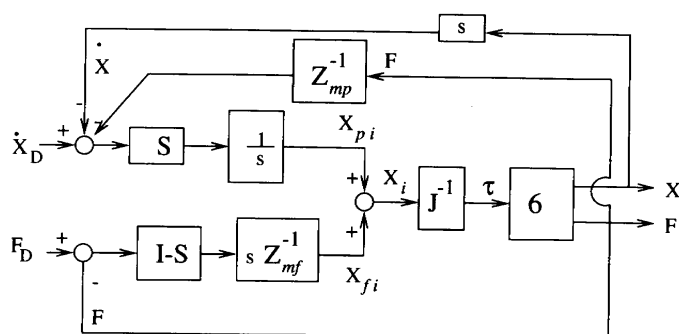 s
Ẋ
F
Z_mp^-1
-
-
X_pi
+
Ẋ_D
S
1/s
+
X_i
J^-1
τ
6
X
F
F_D
+
I-S
s Z_mf^-1
+
-
X_fi
F